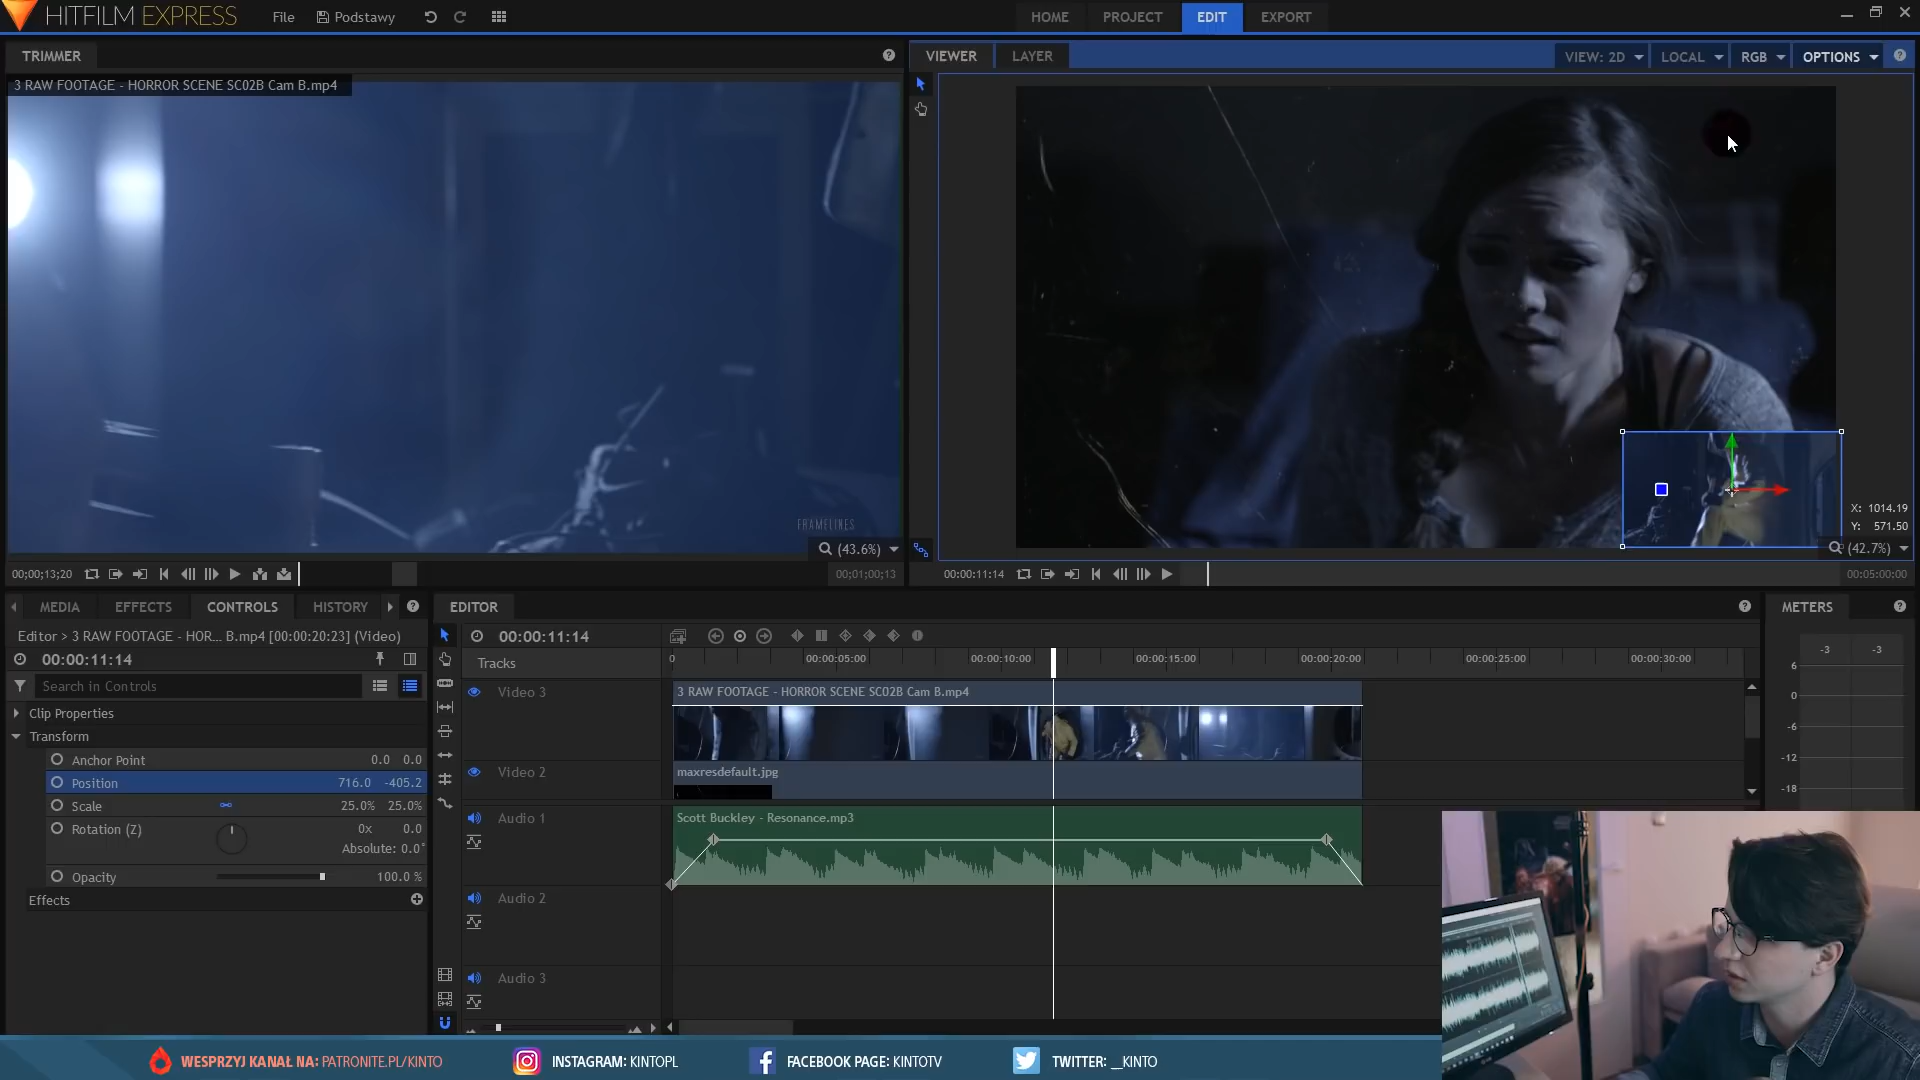 HITFILM EXPRESS
File
Podstawy
HOME
PROJECT
EDIT
EXPORT
TRIMMER
3 RAW FOOTAGE - HORROR SCENE SC02B Cam B.mp4
FRAMELINES
(43.6%)
00;00;13;20
00;01;00;13
VIEWER
LAYER
VIEW: 2D
LOCAL
RGB
OPTIONS
X: 1014.19
Y: 571.50
(42.7%)
00:00:11:14
00:05:00:00
MEDIA
EFFECTS
CONTROLS
HISTORY
Editor > 3 RAW FOOTAGE - HOR... B.mp4 [00:00:20:23] (Video)
00:00:11:14
Search in Controls
Clip Properties
Transform
Anchor Point 0.0 0.0
Position 716.0 -405.2
Scale 25.0% 25.0%
Rotation (Z) 0x 0.0
Absolute: 0.0°
Opacity 100.0 %
Effects
EDITOR
00:00:11:14
Tracks
0 00:00:05:00 00:00:10:00 00:00:15:00 00:00:20:00 00:00:25:00 00:00:30:00
Video 3
3 RAW FOOTAGE - HORROR SCENE SC02B Cam B.mp4
Video 2
maxresdefault.jpg
Audio 1
Scott Buckley - Resonance.mp3
Audio 2
Audio 3
METERS
-3 -3
6
0
-6
-12
-18
WESPRZYJ KANAŁ NA: PATRONITE.PL/KINTO
INSTAGRAM: KINTOPL
FACEBOOK PAGE: KINTOTV
TWITTER: __KINTO